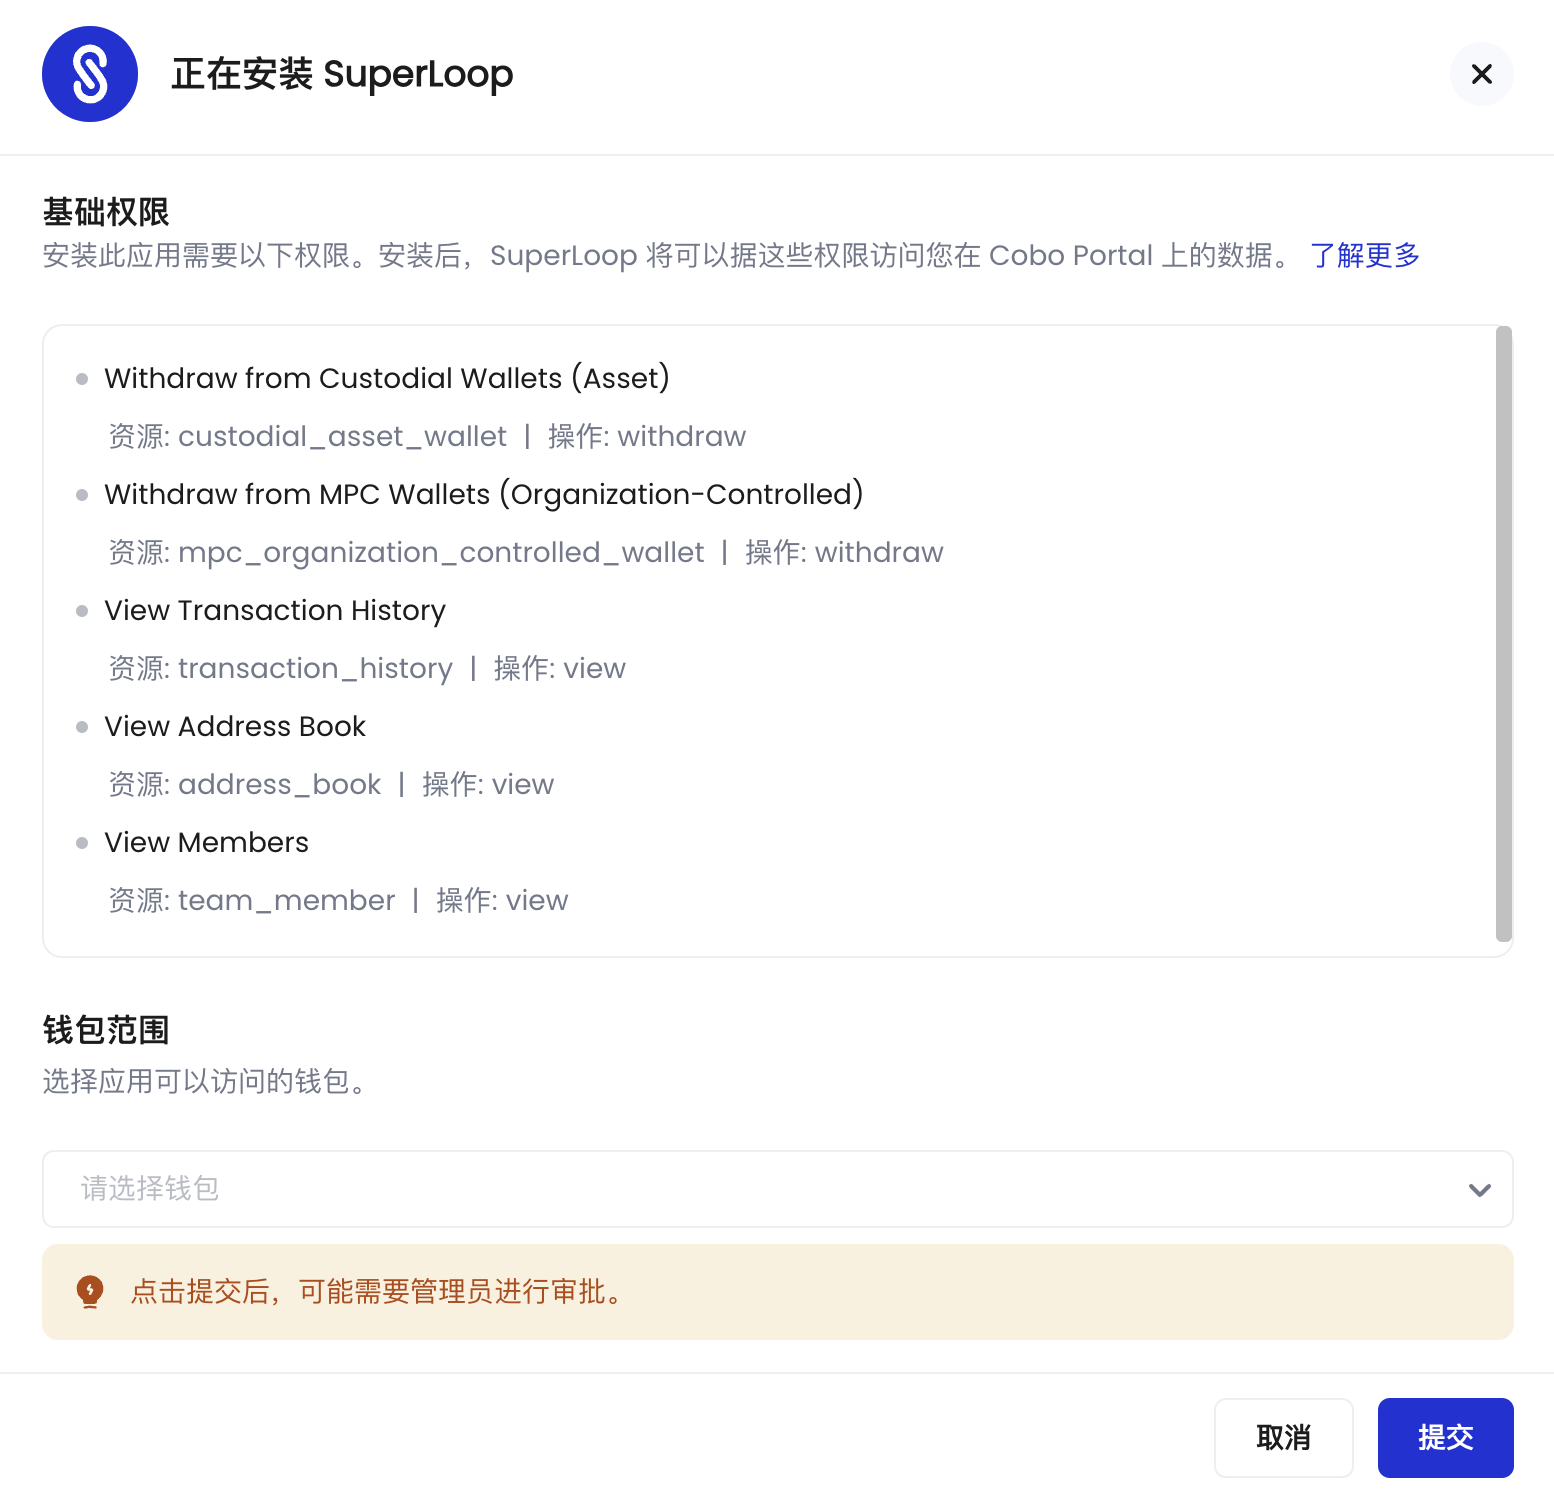 正在安装 SuperLoop
基础权限
安装此应用需要以下权限。安装后，SuperLoop 将可以据这些权限访问您在 Cobo Portal 上的数据。 了解更多
Withdraw from Custodial Wallets (Asset)
资源: custodial_asset_wallet | 操作: withdraw
Withdraw from MPC Wallets (Organization-Controlled)
资源: mpc_organization_controlled_wallet | 操作: withdraw
View Transaction History
资源: transaction_history | 操作: view
View Address Book
资源: address_book | 操作: view
View Members
资源: team_member | 操作: view
钱包范围
选择应用可以访问的钱包。
请选择钱包
点击提交后，可能需要管理员进行审批。
取消
提交